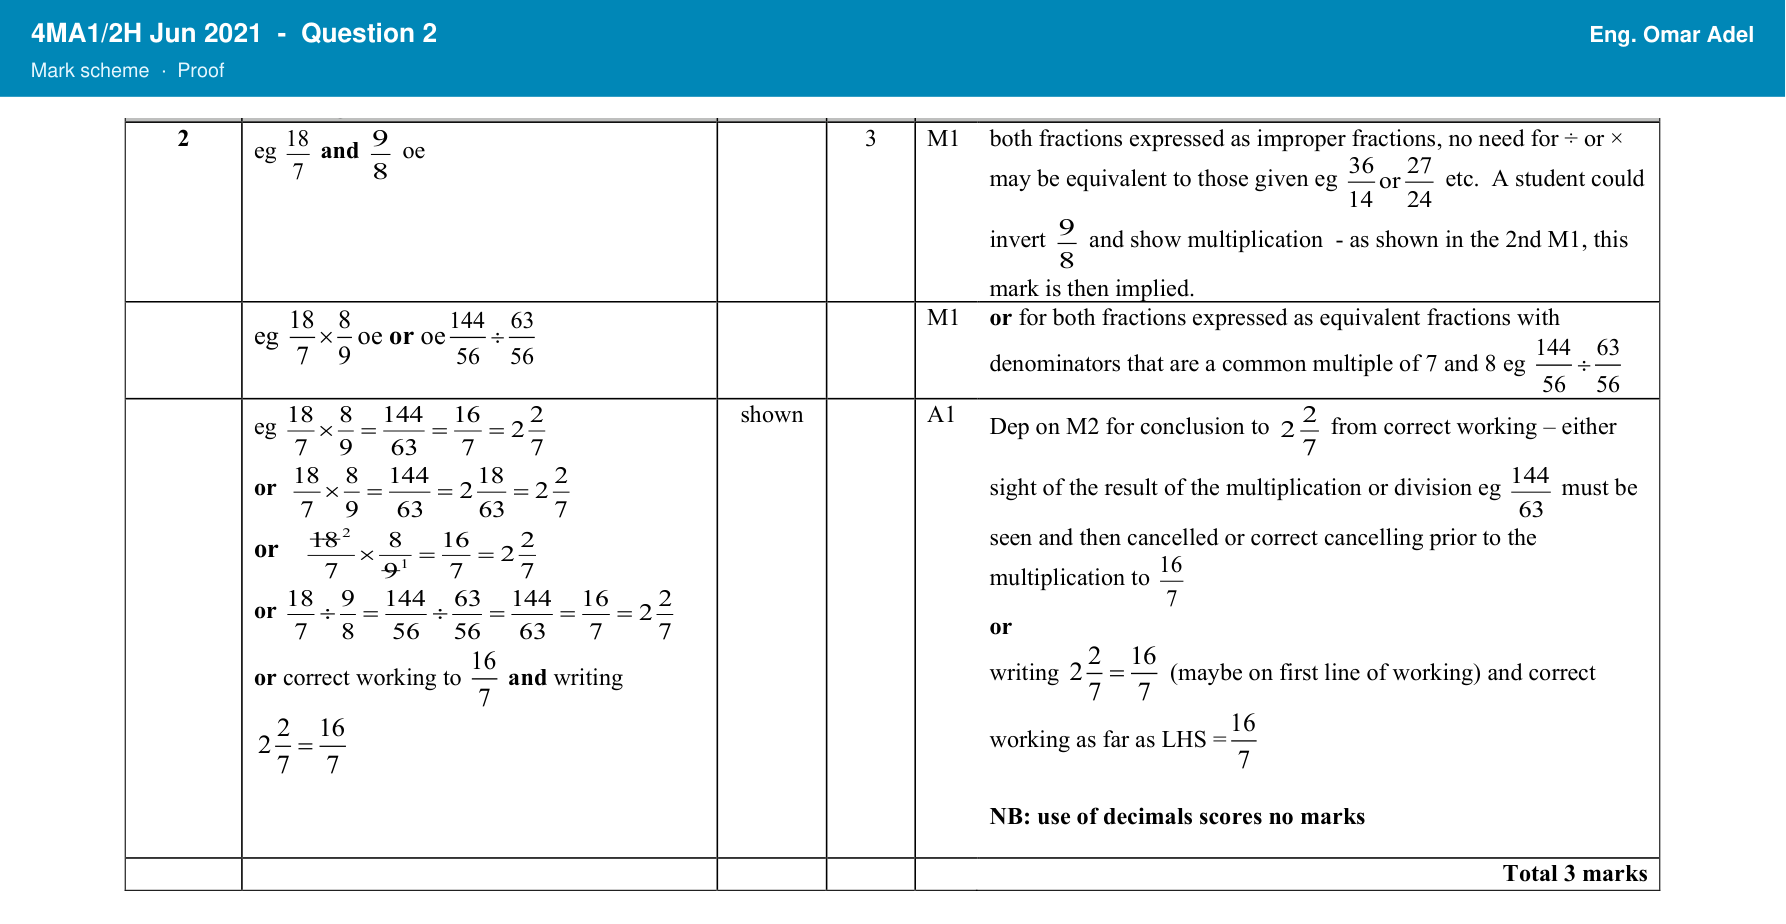 4MA1/2H Jun 2021 - Question 2
Eng. Omar Adel
Mark scheme · Proof
2
eg 18/7 and 9/8 oe
3
M1
both fractions expressed as improper fractions, no need for ÷ or ×
may be equivalent to those given eg 36/14 or 27/24 etc. A student could
invert 9/8 and show multiplication - as shown in the 2nd M1, this
mark is then implied.
eg 18/7 × 8/9 oe or oe 144/56 ÷ 63/56
M1
or for both fractions expressed as equivalent fractions with
denominators that are a common multiple of 7 and 8 eg 144/56 ÷ 63/56
eg 18/7 × 8/9 = 144/63 = 16/7 = 2 2/7
or 18/7 × 8/9 = 144/63 = 2 18/63 = 2 2/7
or 18²/7 × 8/9¹ = 16/7 = 2 2/7
or 18/7 ÷ 9/8 = 144/56 ÷ 63/56 = 144/63 = 16/7 = 2 2/7
or correct working to 16/7 and writing
2 2/7 = 16/7
shown
A1
Dep on M2 for conclusion to 2 2/7 from correct working – either
sight of the result of the multiplication or division eg 144/63 must be
seen and then cancelled or correct cancelling prior to the
multiplication to 16/7
or
writing 2 2/7 = 16/7 (maybe on first line of working) and correct
working as far as LHS = 16/7
NB: use of decimals scores no marks
Total 3 marks